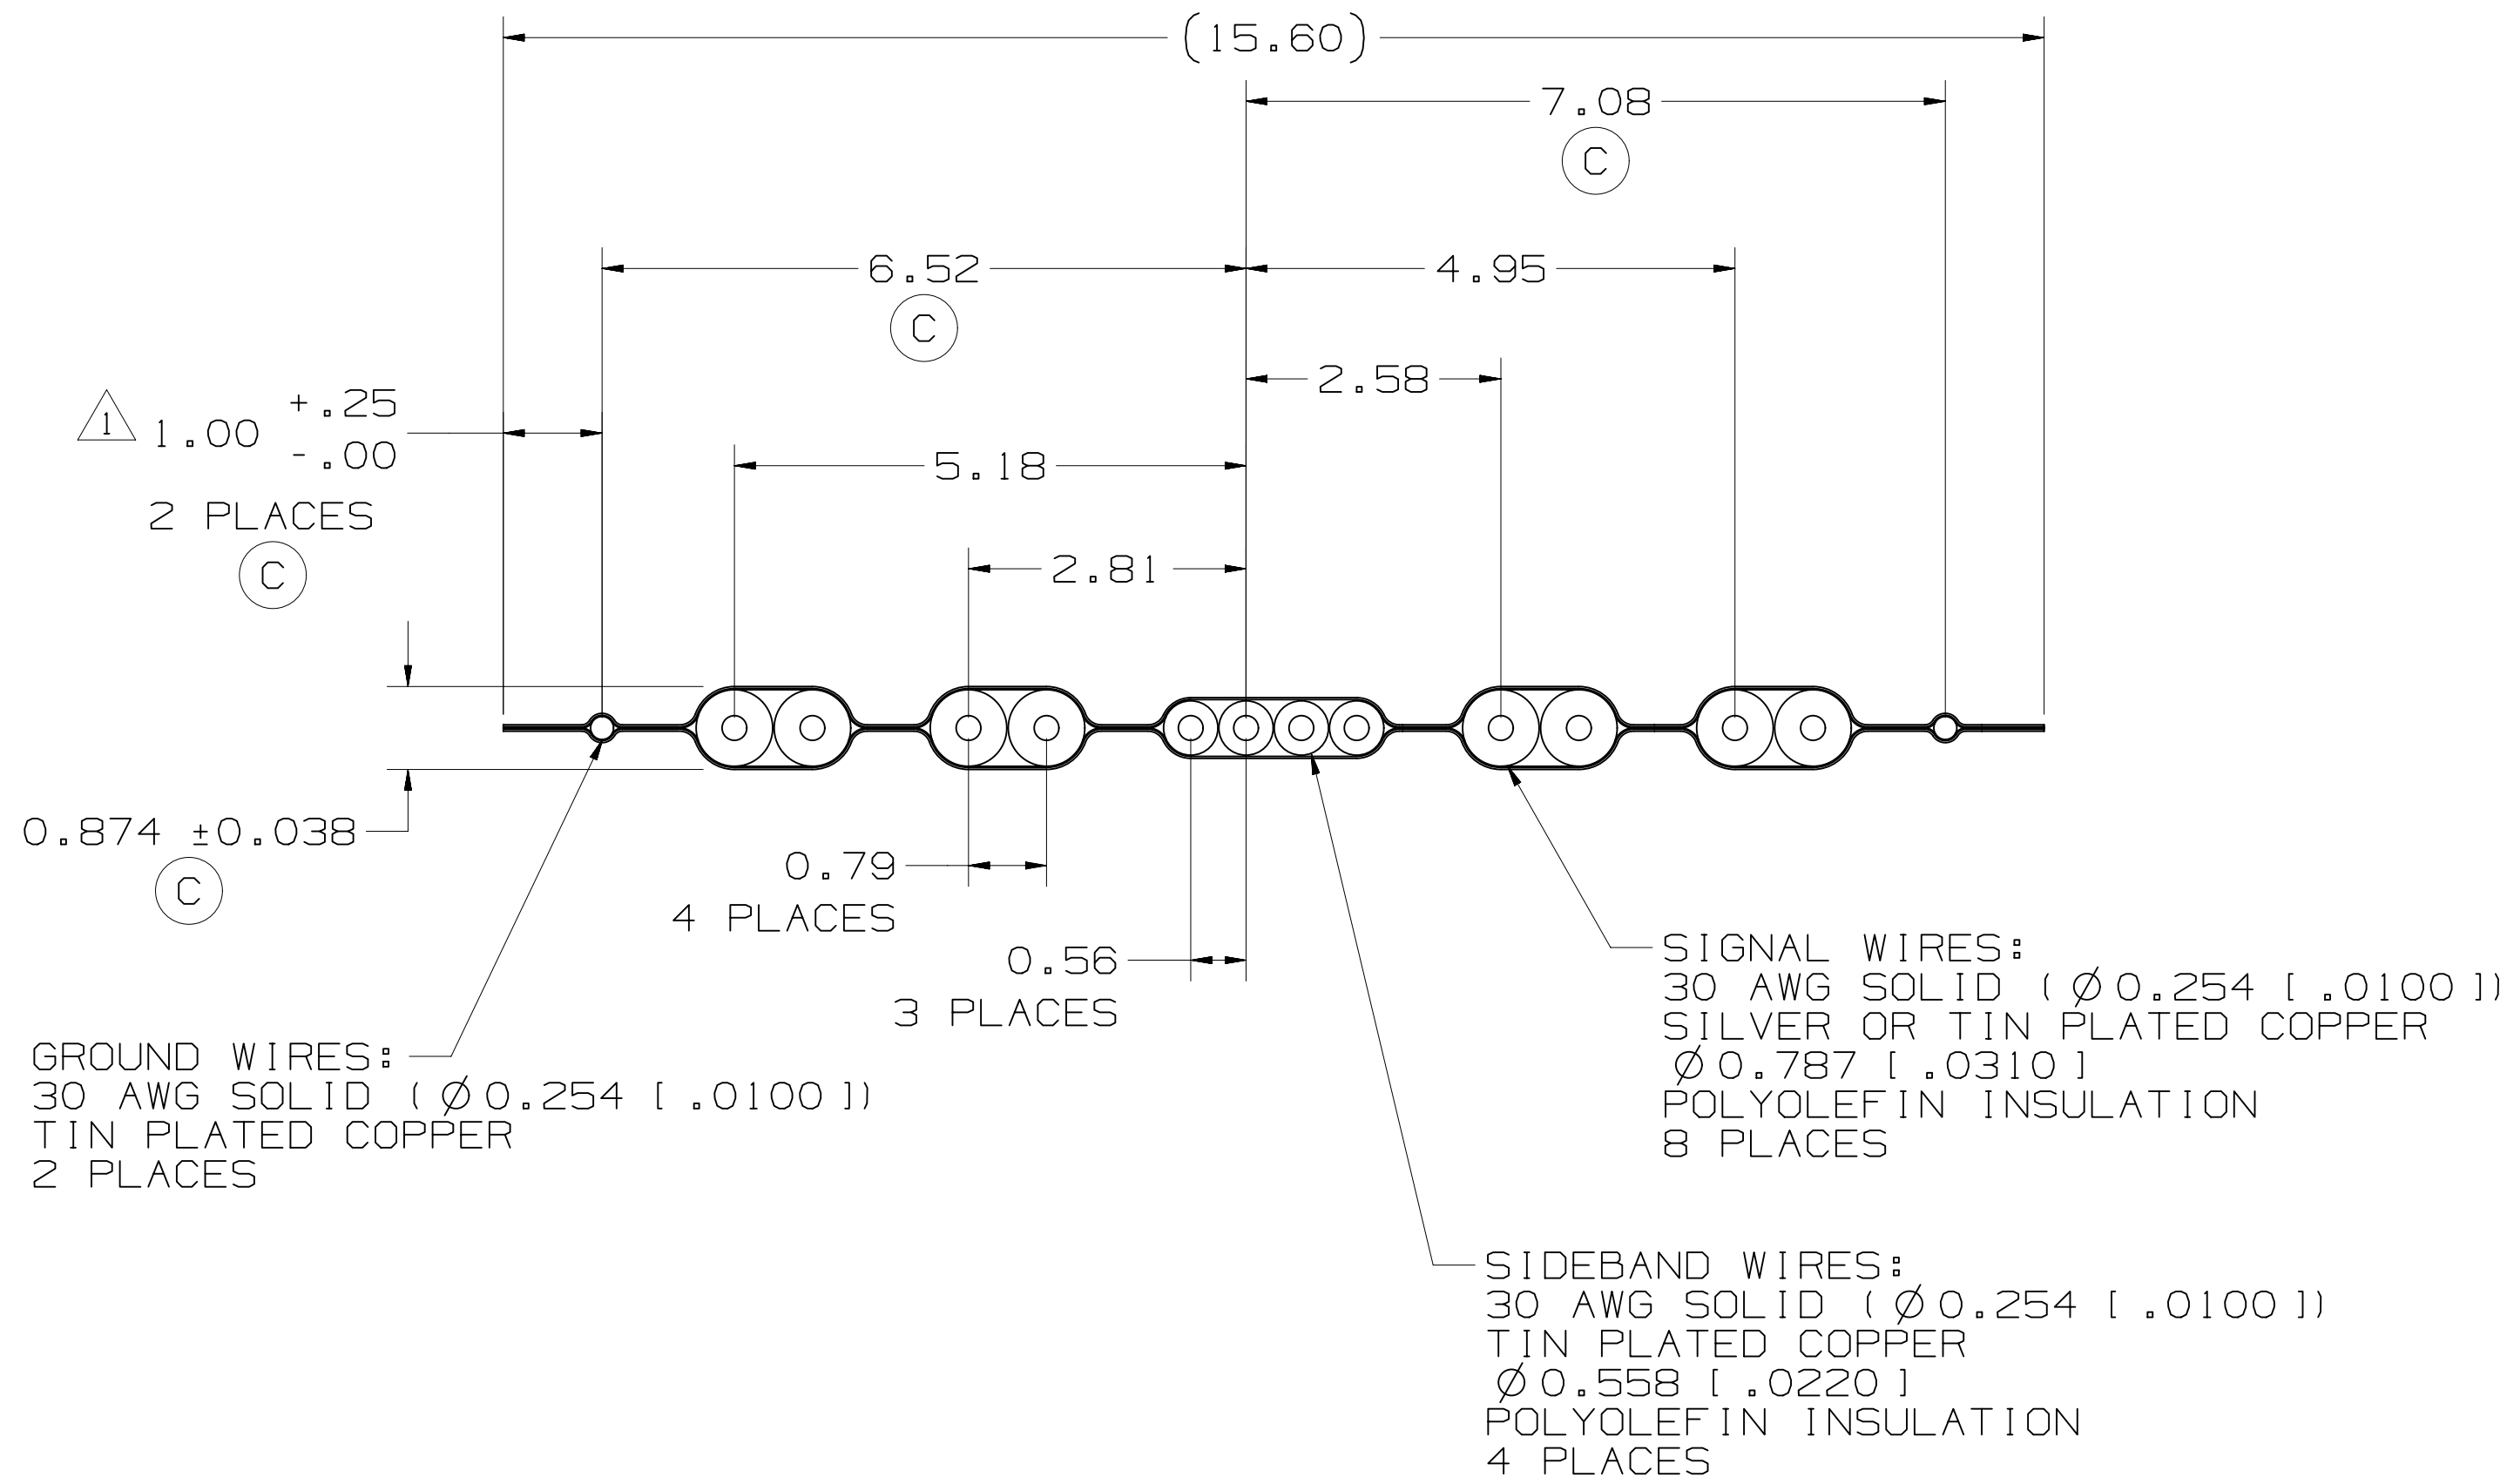 (15.60)
7.08
C
6.52
C
4.95
2.58
1
1.00
+.25
-.00
2 PLACES
C
5.18
2.81
0.874 ±0.038
C
0.79
4 PLACES
0.56
3 PLACES
SIGNAL WIRES:
30 AWG SOLID (Ø0.254 [.0100])
SILVER OR TIN PLATED COPPER
Ø0.787 [.0310]
POLYOLEFIN INSULATION
8 PLACES
GROUND WIRES:
30 AWG SOLID (Ø0.254 [.0100])
TIN PLATED COPPER
2 PLACES
SIDEBAND WIRES:
30 AWG SOLID (Ø0.254 [.0100])
TIN PLATED COPPER
Ø0.558 [.0220]
POLYOLEFIN INSULATION
4 PLACES